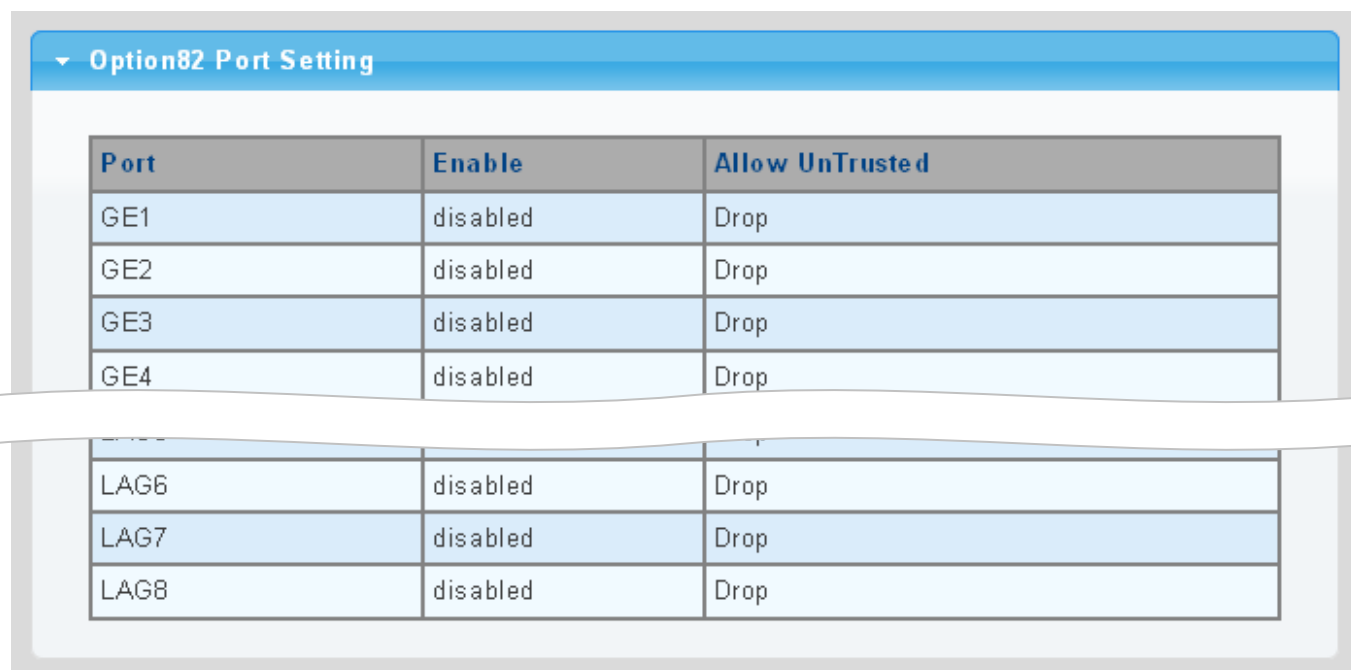 Option82 Port Setting
Port Enable Allow UnTrusted
GE1 disabled Drop
GE2 disabled Drop
GE3 disabled Drop
GE4 disabled Drop
LAG6 disabled Drop
LAG7 disabled Drop
LAG8 disabled Drop